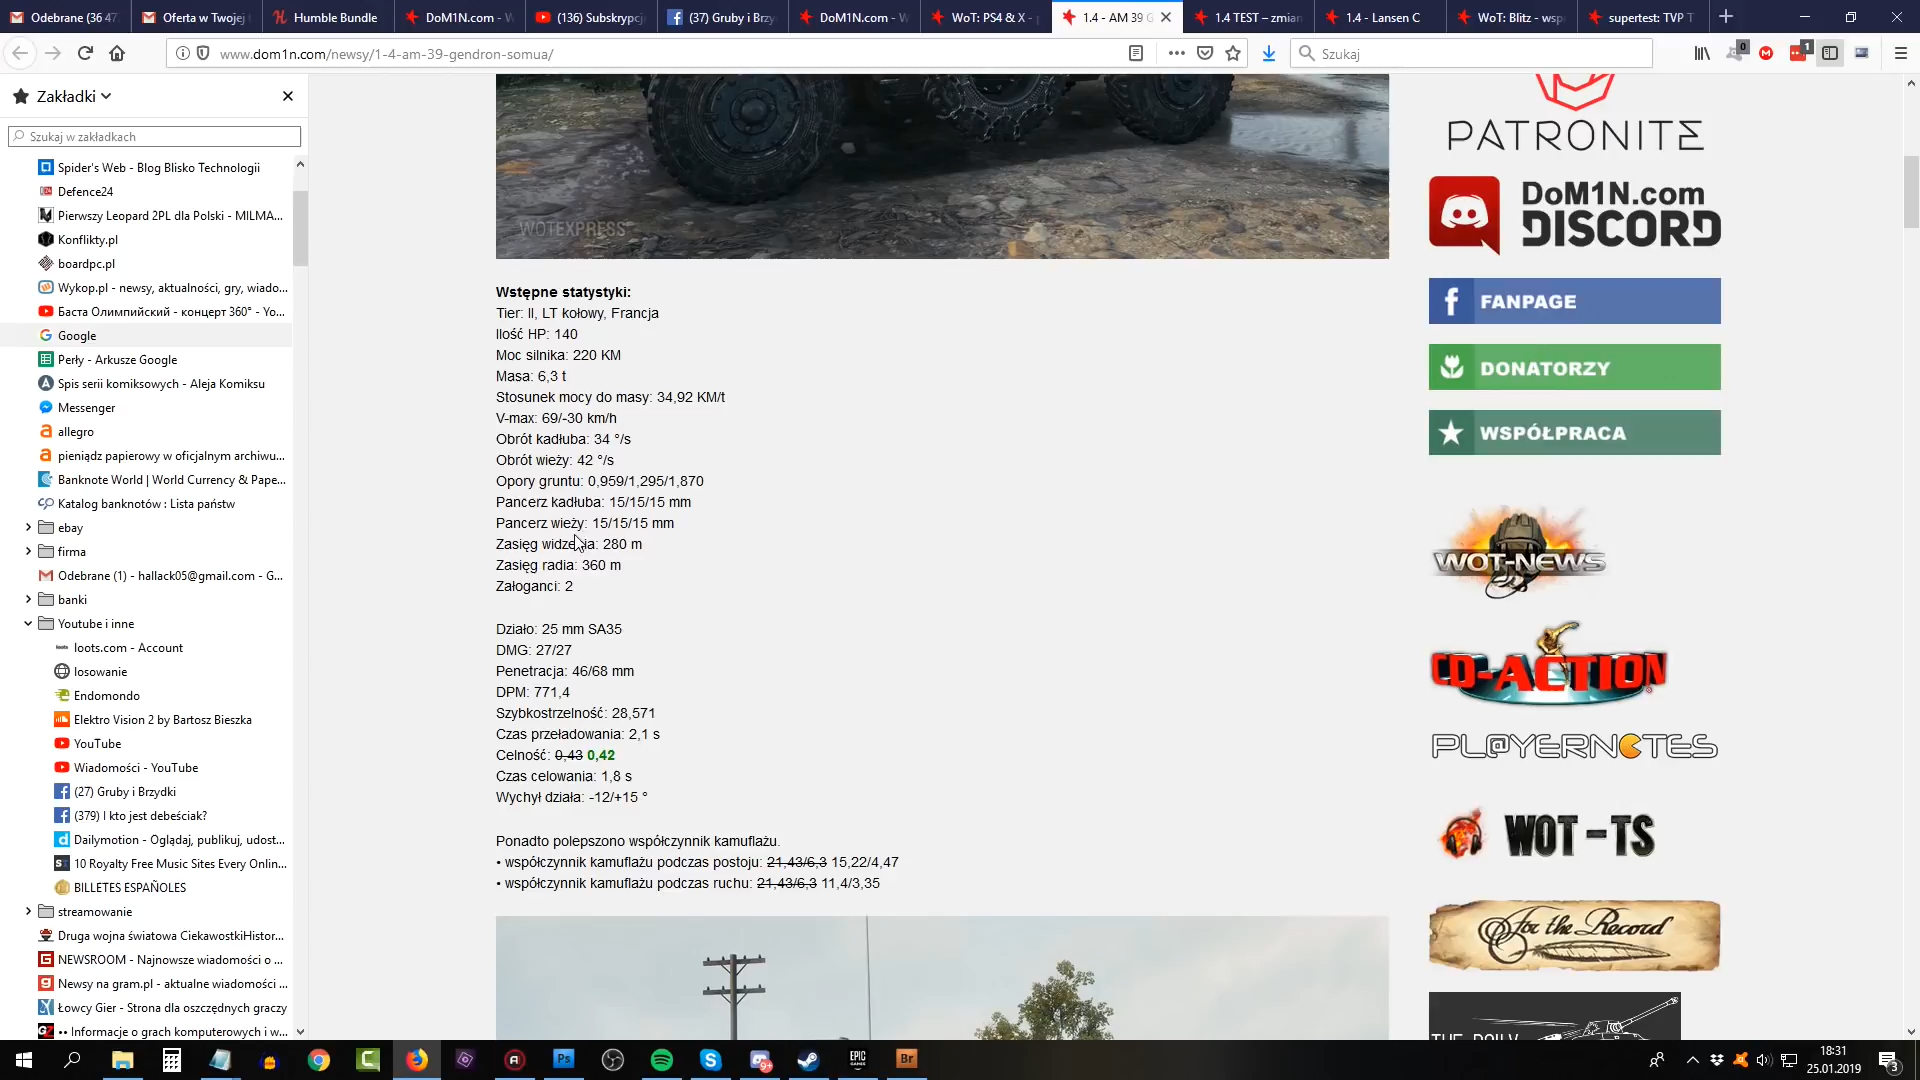 Odebrane (36 47
Oferta w Twojej
Humble Bundle
DoM1N.com - W
(136) Subskrypcj
(37) Gruby i Brzy
DoM1N.com - W
WoT: PS4 & X - p
1.4 - AM 39 G
1.4 TEST – zmian
1.4 - Lansen C
WoT: Blitz - wsp
supertest: TVP T
www.dom1n.com/newsy/1-4-am-39-gendron-somua/
Szukaj
0
1
Zakładki
Szukaj w zakładkach
Spider's Web - Blog Blisko Technologii
Defence24
Pierwszy Leopard 2PL dla Polski - MILMA...
Konflikty.pl
boardpc.pl
Wykop.pl - newsy, aktualności, gry, wiado...
Баста Олимпийский - концерт 360° - Yo...
Google
Perły - Arkusze Google
Spis serii komiksowych - Aleja Komiksu
Messenger
allegro
pieniądz papierowy w oficjalnym archiwu...
Banknote World | World Currency & Pape...
Katalog banknotów : Lista państw
ebay
firma
Odebrane (1) - hallack05@gmail.com - G...
banki
Youtube i inne
loots.com - Account
losowanie
Endomondo
Elektro Vision 2 by Bartosz Bieszka
YouTube
Wiadomości - YouTube
(27) Gruby i Brzydki
(379) I kto jest debeściak?
Dailymotion - Oglądaj, publikuj, udost...
10 Royalty Free Music Sites Every Onlin...
BILLETES ESPAÑOLES
streamowanie
Druga wojna światowa CiekawostkiHistor...
NEWSROOM - Najnowsze wiadomości o ...
Newsy na gram.pl - aktualne wiadomości ...
Łowcy Gier - Strona dla oszczędnych graczy
•• Informacje o grach komputerowych i w...
WOTEXPRESS
Wstępne statystyki:
Tier: II, LT kołowy, Francja
Ilość HP: 140
Moc silnika: 220 KM
Masa: 6,3 t
Stosunek mocy do masy: 34,92 KM/t
V-max: 69/-30 km/h
Obrót kadłuba: 34 °/s
Obrót wieży: 42 °/s
Opory gruntu: 0,959/1,295/1,870
Pancerz kadłuba: 15/15/15 mm
Pancerz wieży: 15/15/15 mm
Zasięg widzenia: 280 m
Zasięg radia: 360 m
Załoganci: 2
Działo: 25 mm SA35
DMG: 27/27
Penetracja: 46/68 mm
DPM: 771,4
Szybkostrzelność: 28,571
Czas przeładowania: 2,1 s
Celność: 0,43 0,42
Czas celowania: 1,8 s
Wychył działa: -12/+15 °
Ponadto polepszono współczynnik kamuflażu.
• współczynnik kamuflażu podczas postoju: 21,43/6,3 15,22/4,47
• współczynnik kamuflażu podczas ruchu: 21,43/6,3 11,4/3,35
PATRONITE
DoM1N.com
DISCORD
FANPAGE
DONATORZY
WSPÓŁPRACA
WOT-NEWS
CD-ACTION
PL@YERNOTES
WOT-TS
For the Record
THE DAILY
18:31
25.01.2019
3